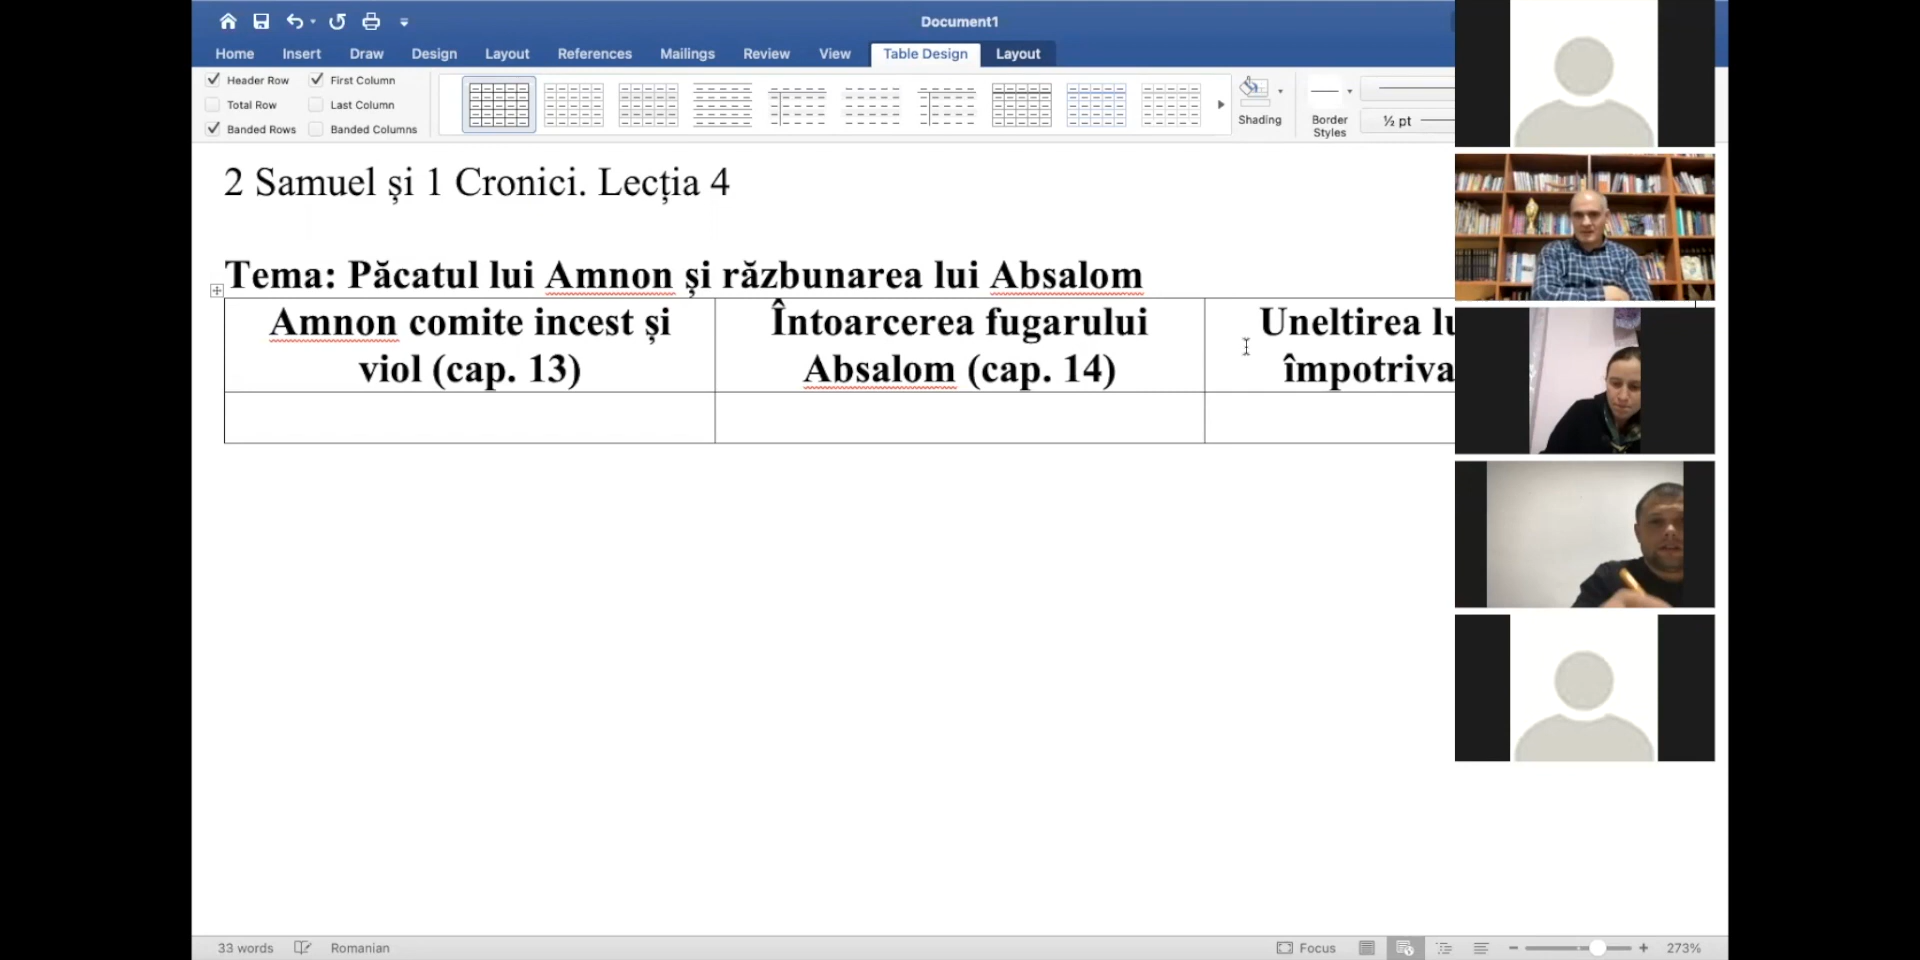 Document1
Home Insert Draw Design Layout References Mailings Review View Table Design Layout
Header Row First Column
Total Row Last Column
Banded Rows Banded Columns
Shading
Border
Styles
½ pt
2 Samuel și 1 Cronici. Lecția 4
Tema: Păcatul lui Amnon și răzbunarea lui Absalom
Amnon comite incest și
viol (cap. 13)
Întoarcerea fugarului
Absalom (cap. 14)
Uneltirea
împotriva
33 words Romanian Focus 273%